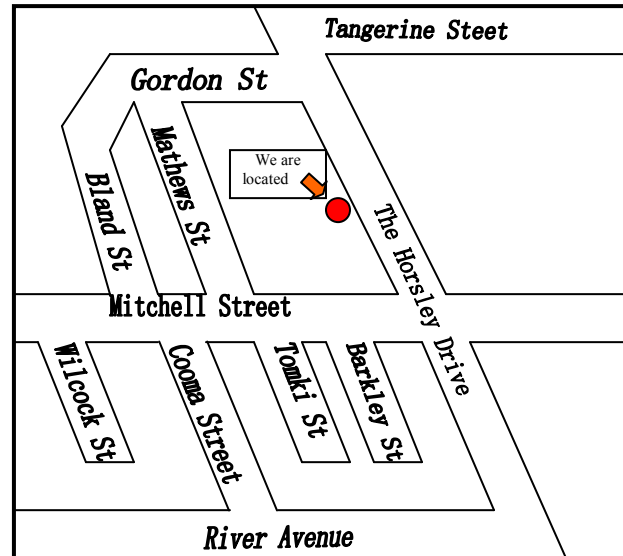 Tangerine Steet
Gordon St
Mathews St
We are
located
Bland St
The Horsley Drive
Mitchell Street
Wilcock St
Cooma Street
Tomki St
Barkley St
River Avenue